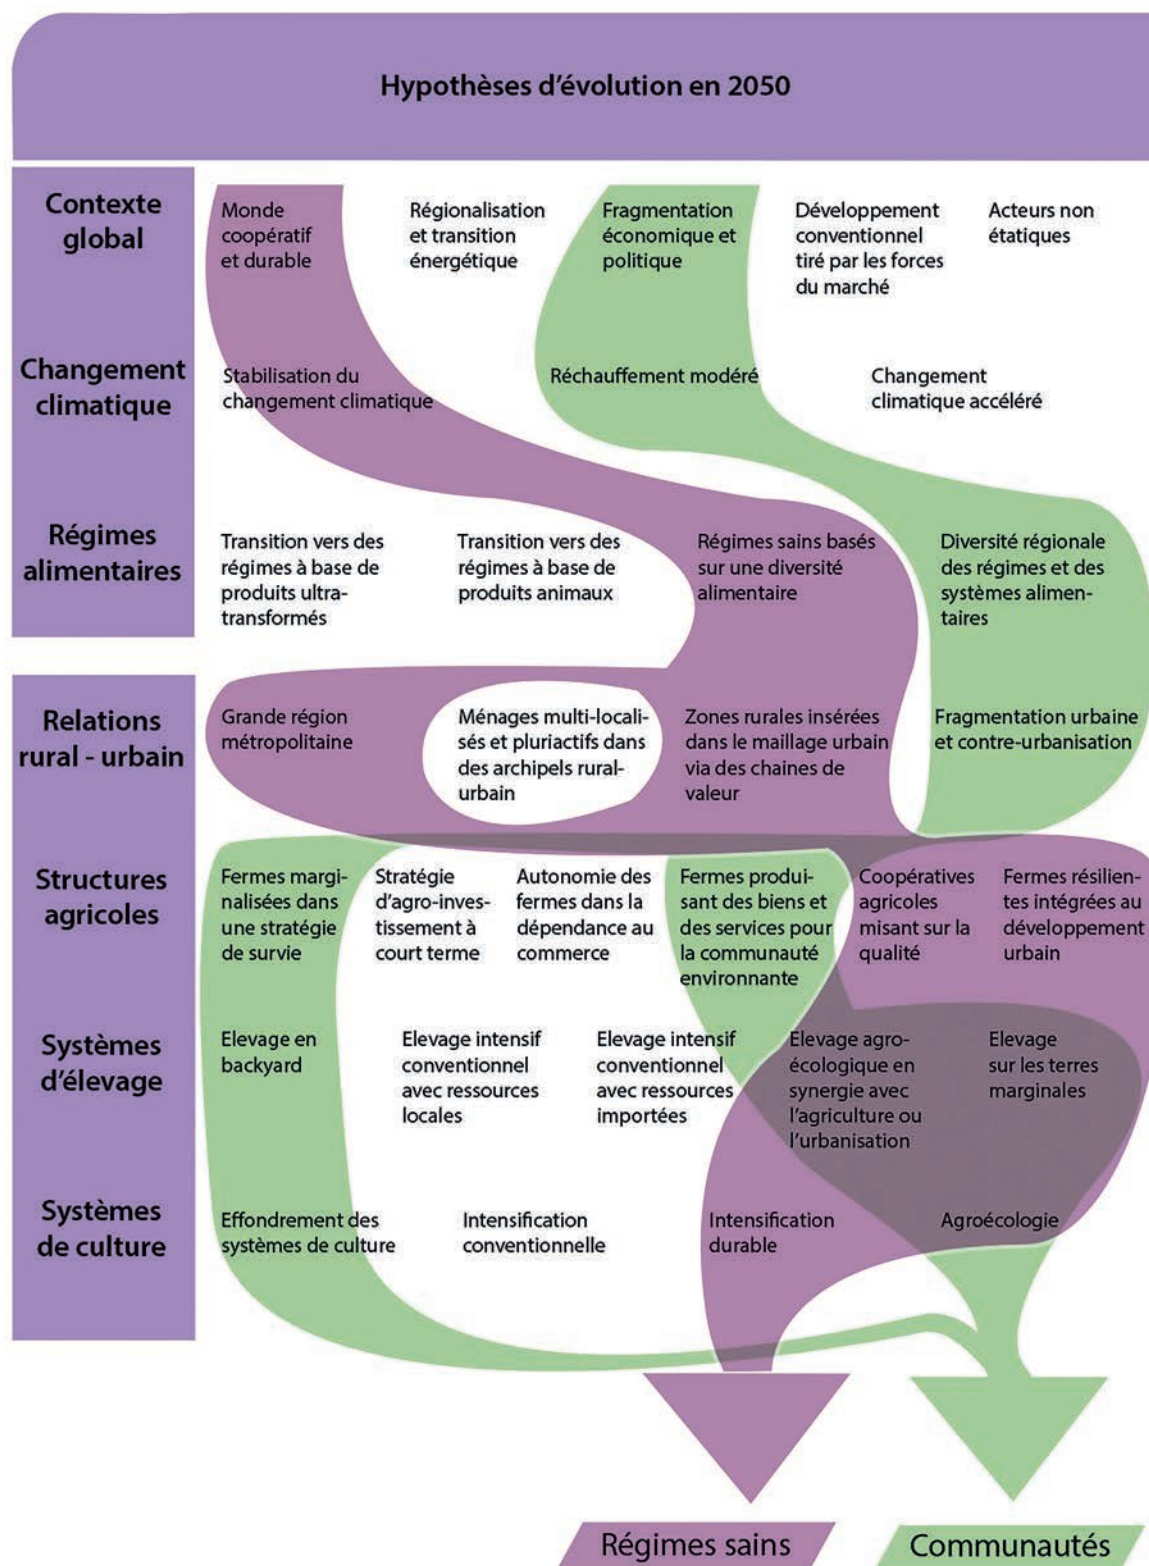 Hypothèses d'évolution en 2050
Contexte
global
Monde
coopératif
et durable
Régionalisation
et transition
énergétique
Fragmentation
économique et
politique
Développement
conventionnel
tiré par les forces
du marché
Acteurs non
étatiques
Changement
climatique
Stabilisation du
changement climatique
Réchauffement modéré
Changement
climatique accéléré
Régimes
alimentaires
Transition vers des
régimes à base de
produits ultra-
transformés
Transition vers des
régimes à base de
produits animaux
Régimes sains basés
sur une diversité
alimentaire
Diversité régionale
des régimes et des
systèmes alimen-
taires
Relations
rural - urbain
Grande région
métropolitaine
Ménages multi-locali-
sés et pluriactifs dans
des archipels rural-
urbain
Zones rurales insérées
dans le maillage urbain
via des chaines de
valeur
Fragmentation urbaine
et contre-urbanisation
Structures
agricoles
Fermes margi-
nalisées dans
une stratégie
de survie
Stratégie
d'agro-inves-
tissement à
court terme
Autonomie des
fermes dans la
dépendance au
commerce
Fermes produi-
sant des biens et
des services pour
la communauté
environnante
Coopératives
agricoles
misant sur la
qualité
Fermes résilien-
tes intégrées au
développement
urbain
Systèmes
d'élevage
Elevage en
backyard
Elevage intensif
conventionnel
avec ressources
locales
Elevage intensif
conventionnel
avec ressources
importées
Elevage agro-
écologique en
synergie avec
l'agriculture ou
l'urbanisation
Elevage
sur les terres
marginales
Systèmes
de culture
Effondrement des
systèmes de culture
Intensification
conventionnelle
Intensification
durable
Agroécologie
Régimes sains
Communautés